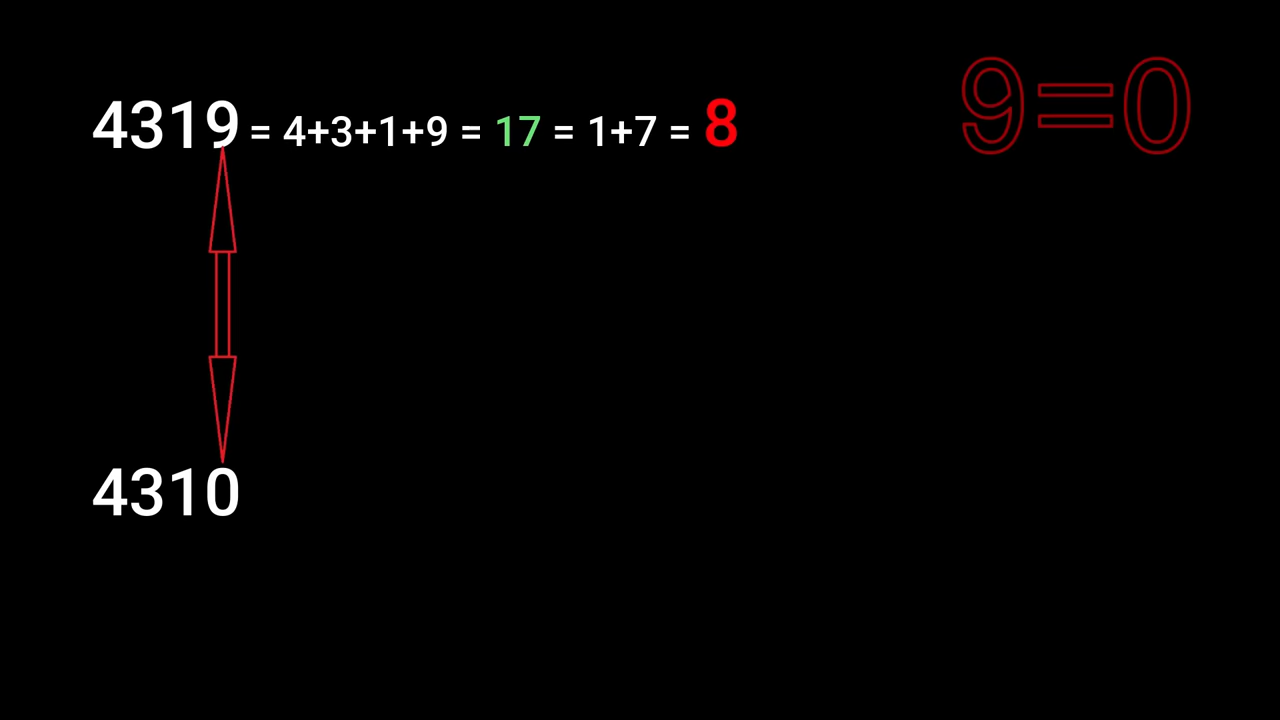 4319 = 4+3+1+9 = 17 = 1+7 = 8
9=0
4310